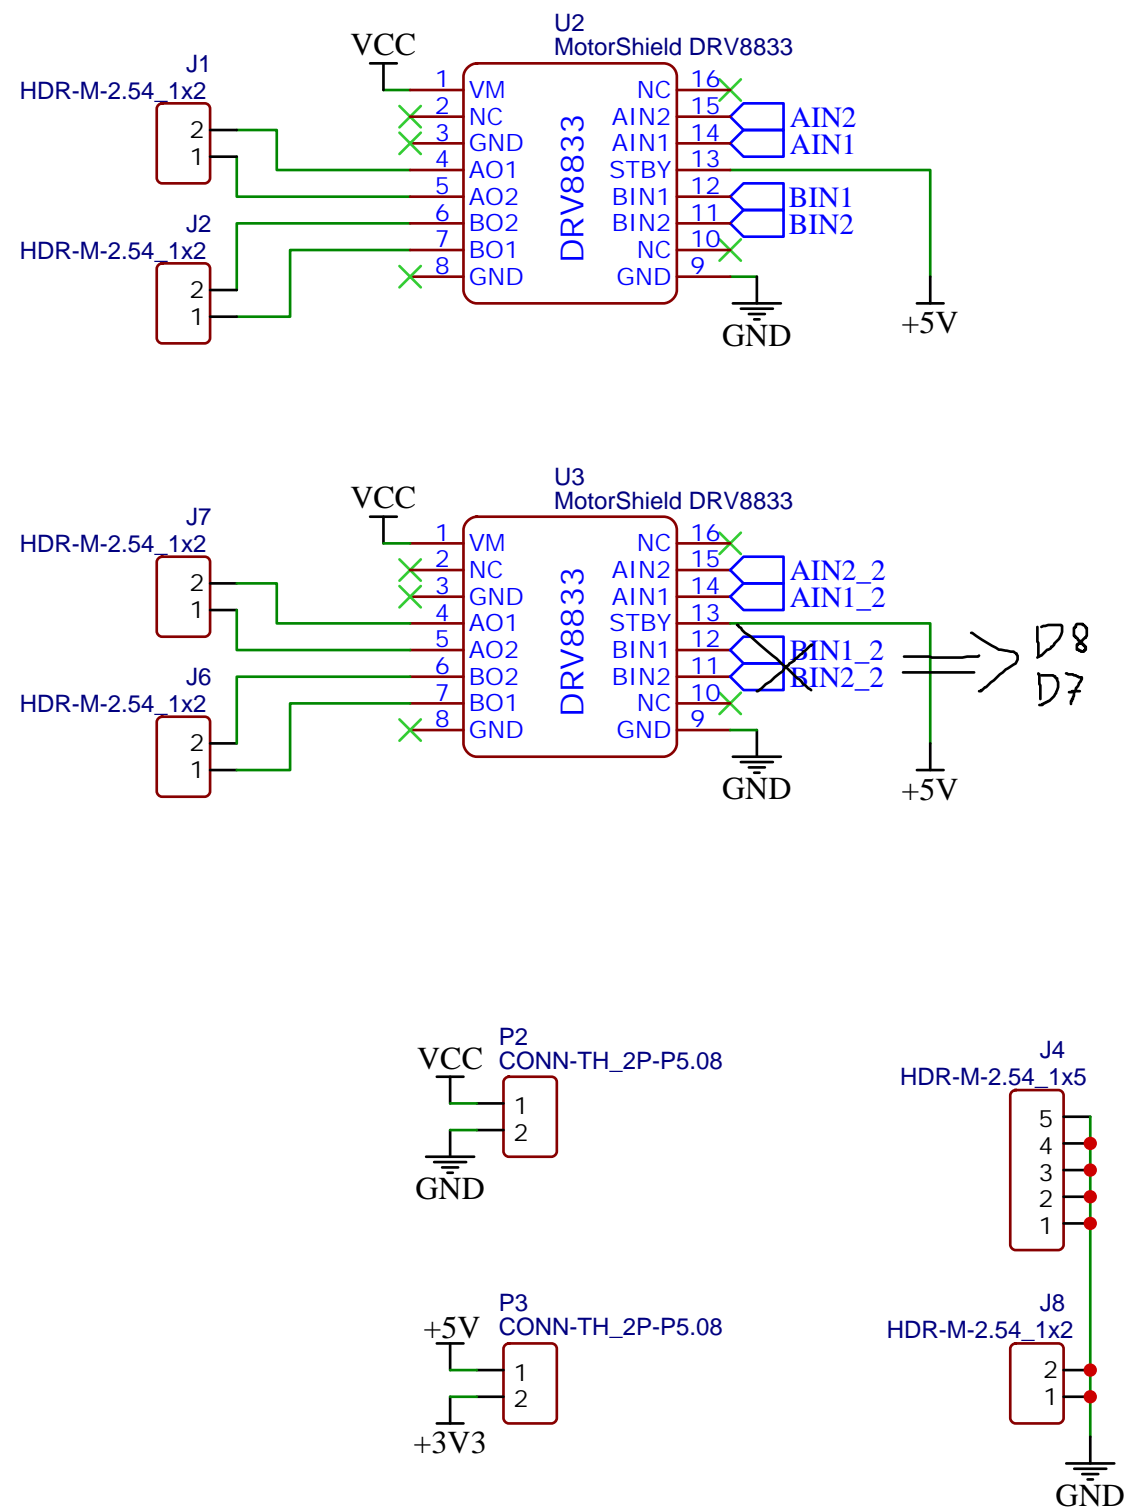 U2
MotorShield DRV8833
VCC
J1
HDR-M-2.54_1x2
2
1
J2
HDR-M-2.54_1x2
2
1
1 VM
2 NC
3 GND
4 AO1
5 AO2
6 BO2
7 BO1
8 GND
DRV8833
NC 16
AIN2 15 AIN2
AIN1 14 AIN1
STBY 13
BIN1 12 BIN1
BIN2 11 BIN2
NC 10
GND 9
GND
+5V
U3
MotorShield DRV8833
VCC
J7
HDR-M-2.54_1x2
2
1
J6
HDR-M-2.54_1x2
2
1
1 VM
2 NC
3 GND
4 AO1
5 AO2
6 BO2
7 BO1
8 GND
DRV8833
NC 16
AIN2 15 AIN2_2
AIN1 14 AIN1_2
STBY 13
BIN1 12 BIN1_2
BIN2 11 BIN2_2
NC 10
GND 9
D8
D7
GND
+5V
P2
CONN-TH_2P-P5.08
VCC
1
2
GND
J4
HDR-M-2.54_1x5
5
4
3
2
1
P3
CONN-TH_2P-P5.08
+5V
1
2
+3V3
J8
HDR-M-2.54_1x2
2
1
GND